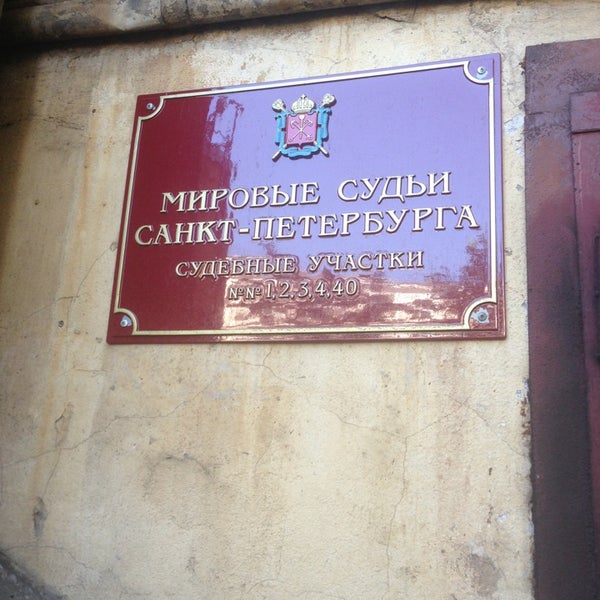 МИРОВЫЕ СУДЬИ
САНКТ-ПЕТЕРБУРГА
СУДЕБНЫЕ УЧАСТКИ
№№ 1, 2, 3, 4, 40